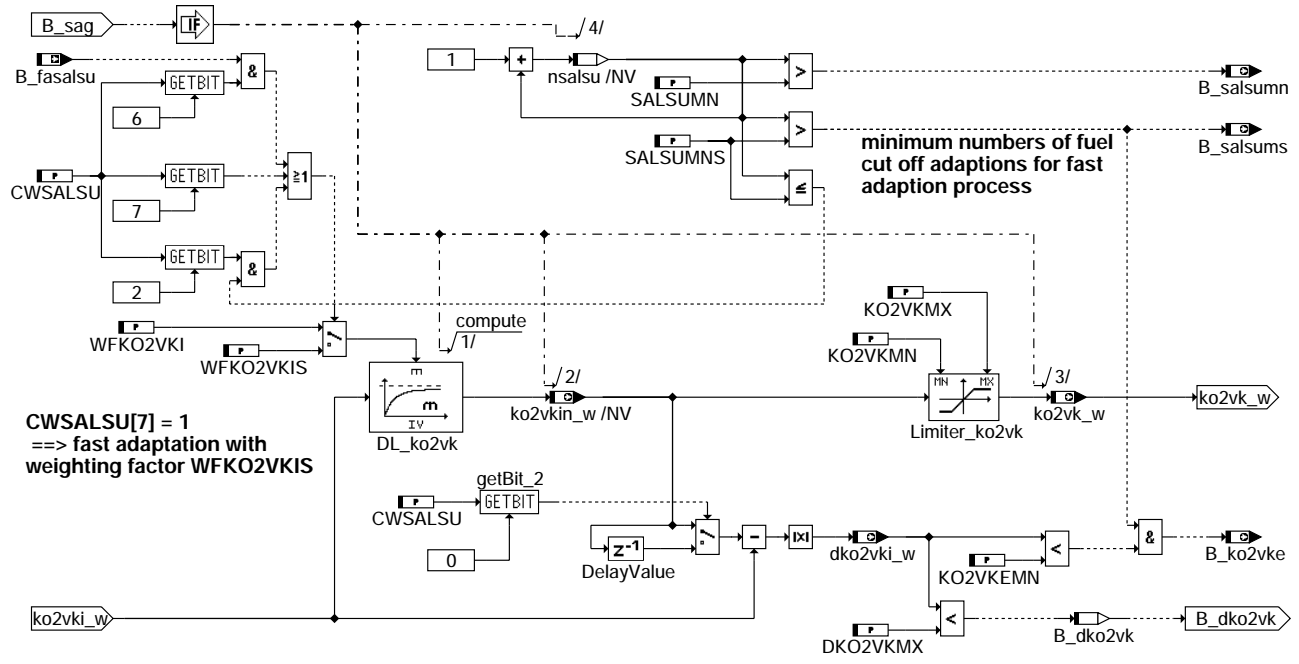 B_sag
IF
/4/
B_fasalsu
&
GETBIT
6
1
+
nsalsu /NV
P
SALSUMN
>
B_salsumn
P
SALSUMNS
>
B_salsums
minimum numbers of fuel
cut off adaptions for fast
adaption process
≤
P
CWSALSU
GETBIT
7
≧1
GETBIT
2
&
P
WFKO2VKI
P
WFKO2VKIS
compute
1/
P
KO2VKMX
P
KO2VKMN
m
m
IV
DL_ko2vk
/2/
ko2vkin_w /NV
MN MX
Limiter_ko2vk
/3/
ko2vk_w
ko2vk_w
CWSALSU[7] = 1
==> fast adaptation with
weighting factor WFKO2VKIS
getBit_2
P
CWSALSU
GETBIT
0
z-1
DelayValue
–
|X|
dko2vki_w
P
KO2VKEMN
<
&
B_ko2vke
ko2vki_w
P
DKO2VKMX
<
B_dko2vk
B_dko2vk